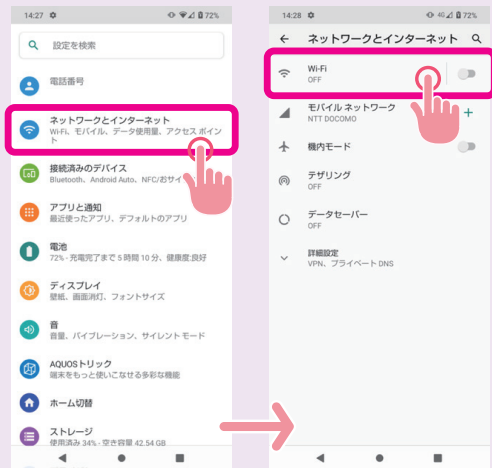 14:27
72%
設定を検索
電話番号
ネットワークとインターネット
Wi-Fi、モバイル、データ使用量、アクセス ポイン
ト
接続済みのデバイス
Bluetooth、Android Auto、NFC/おサイ
アプリと通知
最近使ったアプリ、デフォルトのアプリ
電池
72% - 充電完了まで 5 時間 10 分、健康度:良好
ディスプレイ
壁紙、画面消灯、フォントサイズ
音
音量、バイブレーション、サイレント モード
AQUOSトリック
端末をもっと使いこなせる多彩な機能
ホーム切替
ストレージ
使用済み 34% - 空き容量 42.54 GB
14:28
4G 72%
ネットワークとインターネット
Wi-Fi
OFF
モバイル ネットワーク
NTT DOCOMO
機内モード
テザリング
OFF
データセーバー
OFF
詳細設定
VPN、プライベート DNS